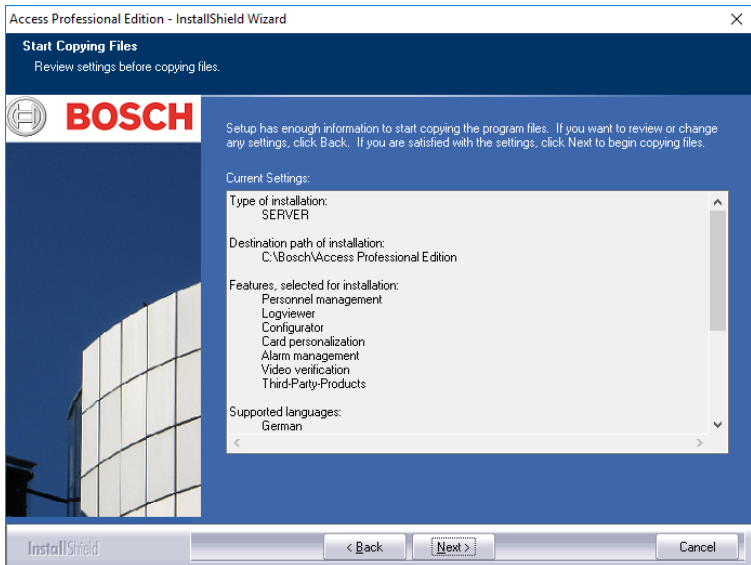 Access Professional Edition - InstallShield Wizard
Start Copying Files
Review settings before copying files.
BOSCH
Setup has enough information to start copying the program files. If you want to review or change
any settings, click Back. If you are satisfied with the settings, click Next to begin copying files.
Current Settings:
Type of installation:
SERVER
Destination path of installation:
C:\Bosch\Access Professional Edition
Features, selected for installation:
Personnel management
Logviewer
Configurator
Card personalization
Alarm management
Video verification
Third-Party-Products
Supported languages:
German
InstallShield
< Back
Next >
Cancel